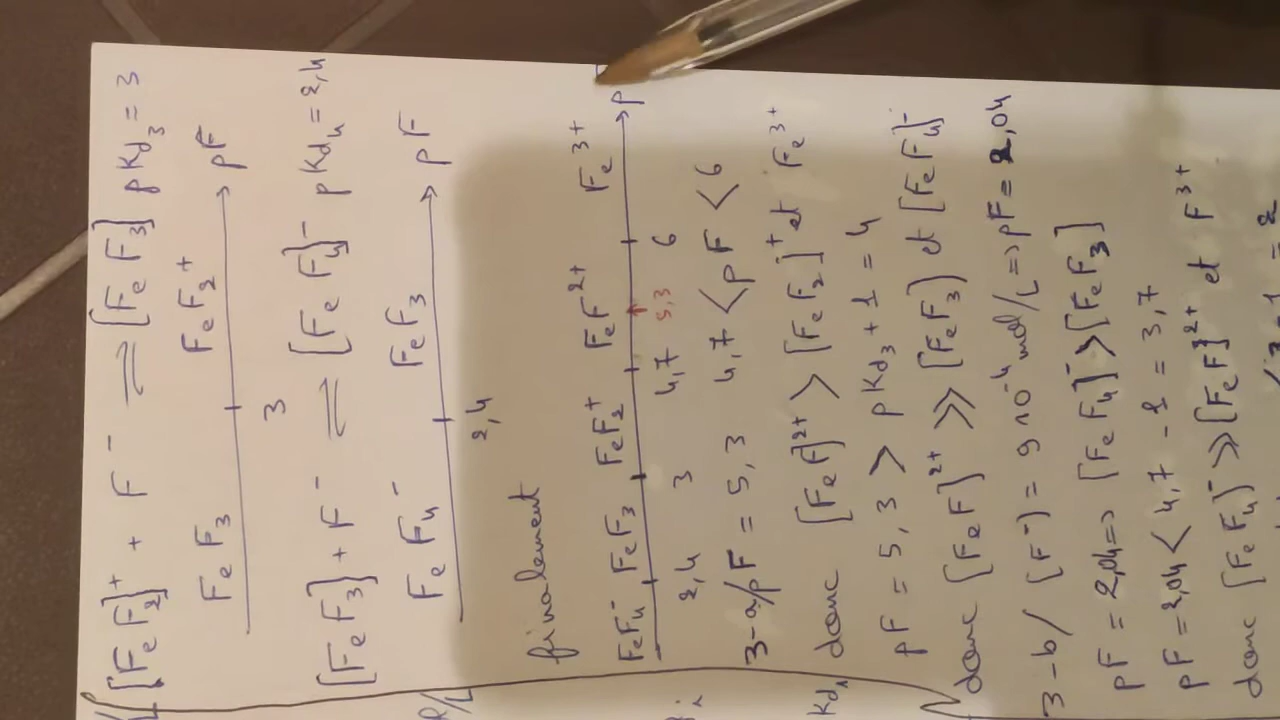 [FeF₂]⁺ + F⁻ ⇌ [FeF₃] pKd₃ = 3
FeF₃ FeF₂⁺ pF
3
[FeF₃] + F⁻ ⇌ [FeF₄]⁻ pKd₄ = 2,4
FeF₄⁻ FeF₃ pF
2,4
finalement
FeF₄⁻ FeF₃ FeF₂⁺ FeF²⁺ Fe³⁺ p
2,4 3 4,7 5,3 6
3-a/ pF = 5,3 4,7 < pF < 6
donc [FeF]²⁺ > [FeF₂]⁺ et Fe³⁺
pF = 5,3 > pKd₃ + 1 = 4
donc [FeF]²⁺ >> [FeF₃) et [FeF₄]⁻
3-b/ [F⁻) = 9 10⁻⁴ mol/L => pF = 2,04
pF = 2,04 => [FeF₄]⁻ > [FeF₃]
pF = 2,04 < 4,7 - 1 = 3,7
donc [FeF₄]⁻ >> [FeF]²⁺ et F³⁺
Kd₁